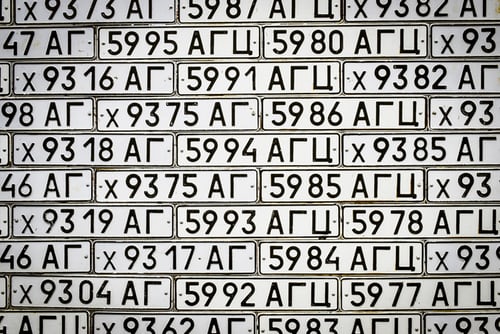 х 9373 АГ 5987 АГЦ х 9382 АГ
47 АГ 5995 АГЦ 5980 АГЦ х 93
х 9316 АГ 5991 АГЦ х 9382 АГ
98 АГ х 9375 АГ 5986 АГЦ х 93
х 9318 АГ 5994 АГЦ х 9385 АГ
46 АГ х 9375 АГ 5985 АГЦ х 93
х 9319 АГ 5993 АГЦ 5978 АГЦ
46 АГ х 9317 АГ 5984 АГЦ х 93
х 9304 АГ 5992 АГЦ 5977 АГЦ
х 9362 АГ 5983 АГЦ